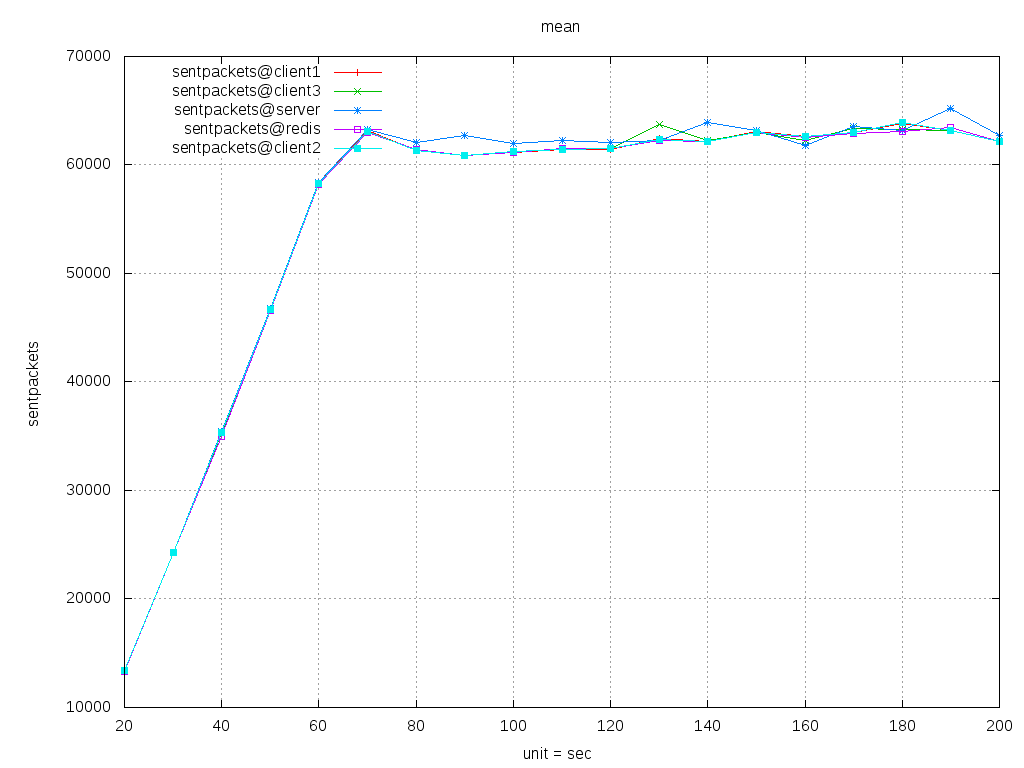 mean
70000
60000
50000
40000
30000
20000
10000
sentpackets
sentpackets@client1
sentpackets@client3
sentpackets@server
sentpackets@redis
sentpackets@client2
20 40 60 80 100 120 140 160 180 200
unit = sec